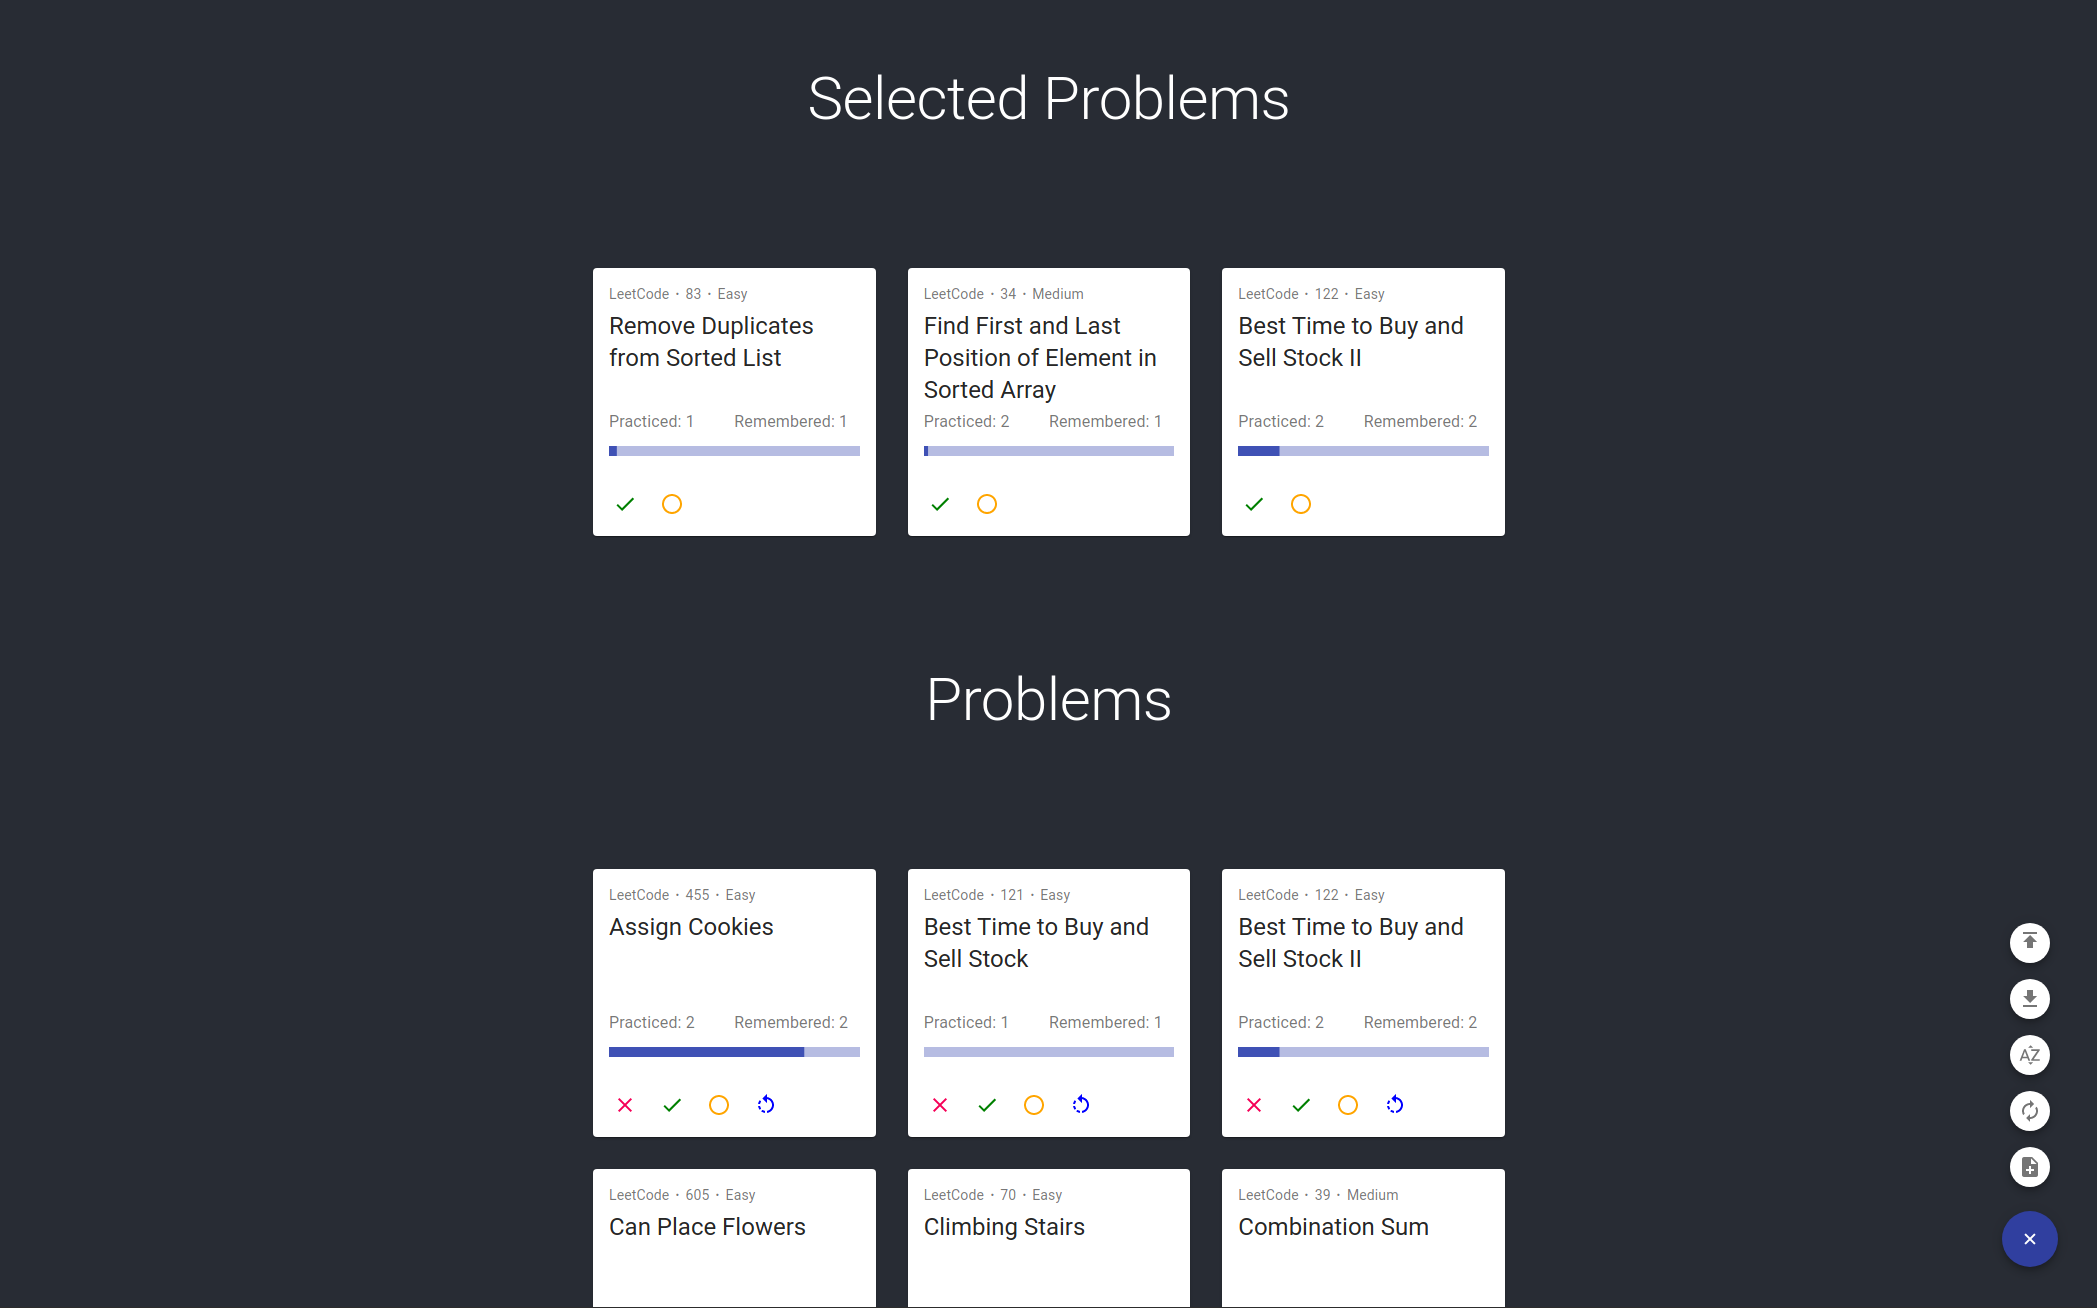 Selected Problems
LeetCode · 83 · Easy
Remove Duplicates
from Sorted List
Practiced: 1 Remembered: 1
LeetCode · 34 · Medium
Find First and Last
Position of Element in
Sorted Array
Practiced: 2 Remembered: 1
LeetCode · 122 · Easy
Best Time to Buy and
Sell Stock II
Practiced: 2 Remembered: 2
Problems
LeetCode · 455 · Easy
Assign Cookies
Practiced: 2 Remembered: 2
LeetCode · 121 · Easy
Best Time to Buy and
Sell Stock
Practiced: 1 Remembered: 1
LeetCode · 122 · Easy
Best Time to Buy and
Sell Stock II
Practiced: 2 Remembered: 2
LeetCode · 605 · Easy
Can Place Flowers
LeetCode · 70 · Easy
Climbing Stairs
LeetCode · 39 · Medium
Combination Sum
AZ